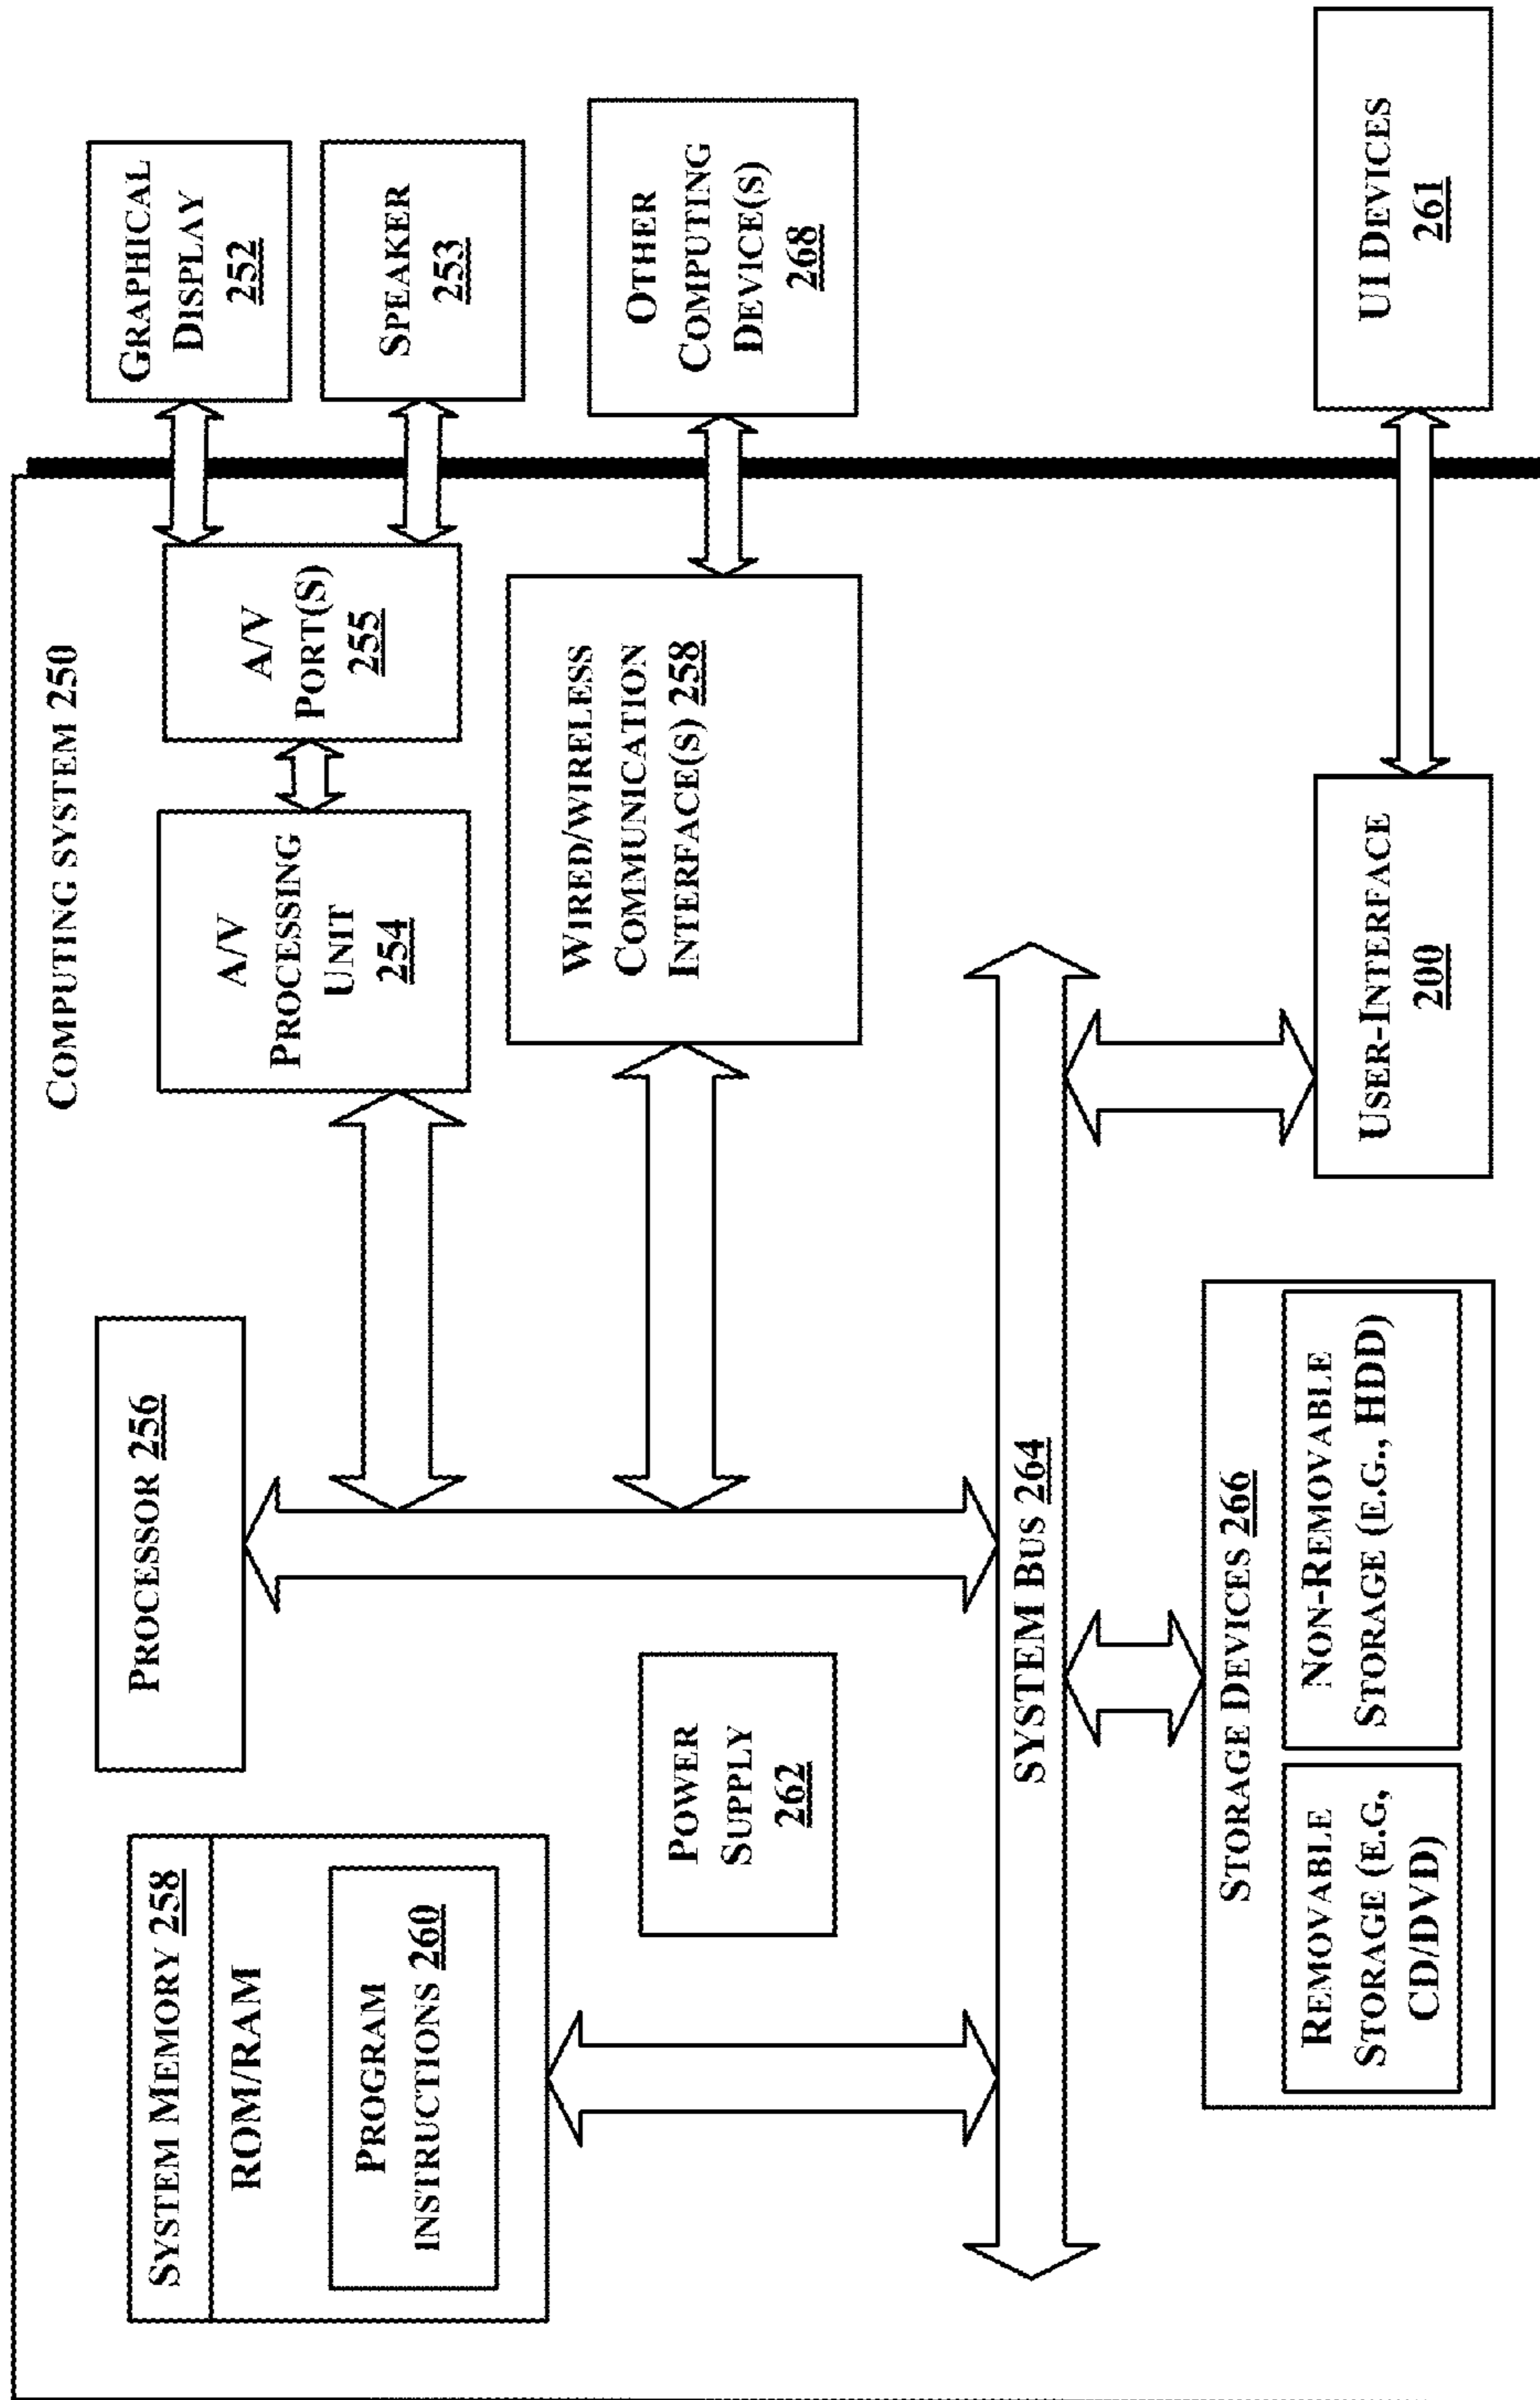 COMPUTING SYSTEM 250
SYSTEM MEMORY 258
ROM/RAM
PROGRAM
INSTRUCTIONS 260
PROCESSOR 256
POWER
SUPPLY
262
A/V
PROCESSING
UNIT
254
A/V
PORT(S)
255
GRAPHICAL
DISPLAY
252
SPEAKER
253
WIRED/WIRELESS
COMMUNICATION
INTERFACE(S) 258
OTHER
COMPUTING
DEVICE(S)
268
SYSTEM BUS 264
STORAGE DEVICES 266
REMOVABLE
STORAGE (E.G,
CD/DVD)
NON-REMOVABLE
STORAGE (E.G., HDD)
USER-INTERFACE
200
UI DEVICES
261